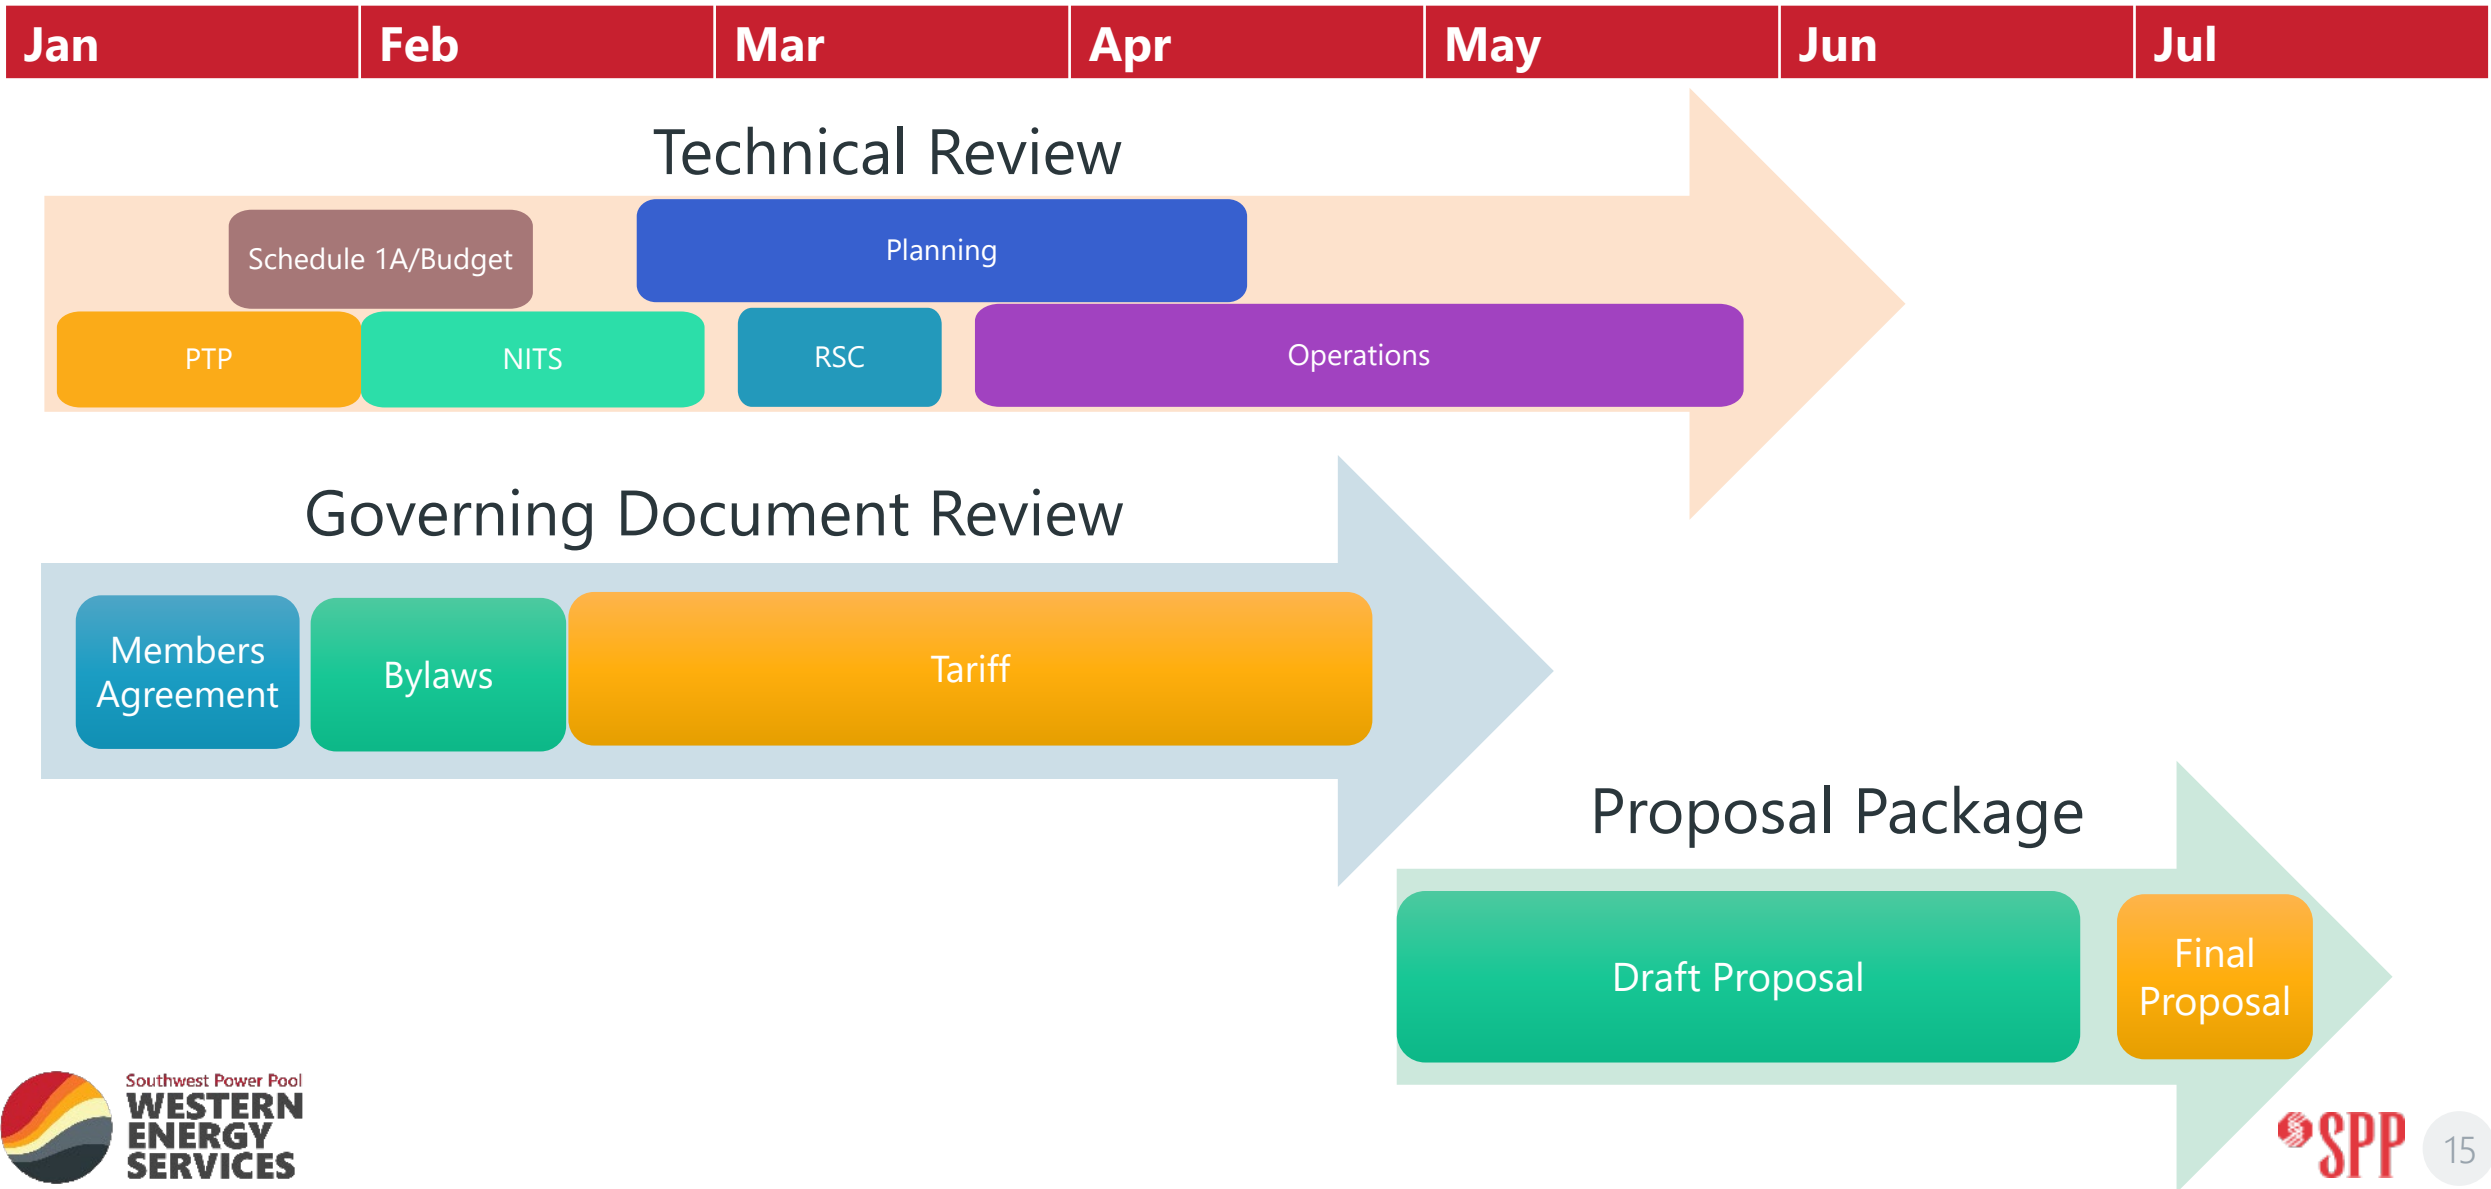 Jan Feb Mar Apr May Jun Jul
Technical Review
Schedule 1A/Budget
Planning
PTP
NITS
RSC
Operations
Governing Document Review
Members
Agreement
Bylaws
Tariff
Proposal Package
Draft Proposal
Final
Proposal
Southwest Power Pool
WESTERN
ENERGY
SERVICES
SPP
15